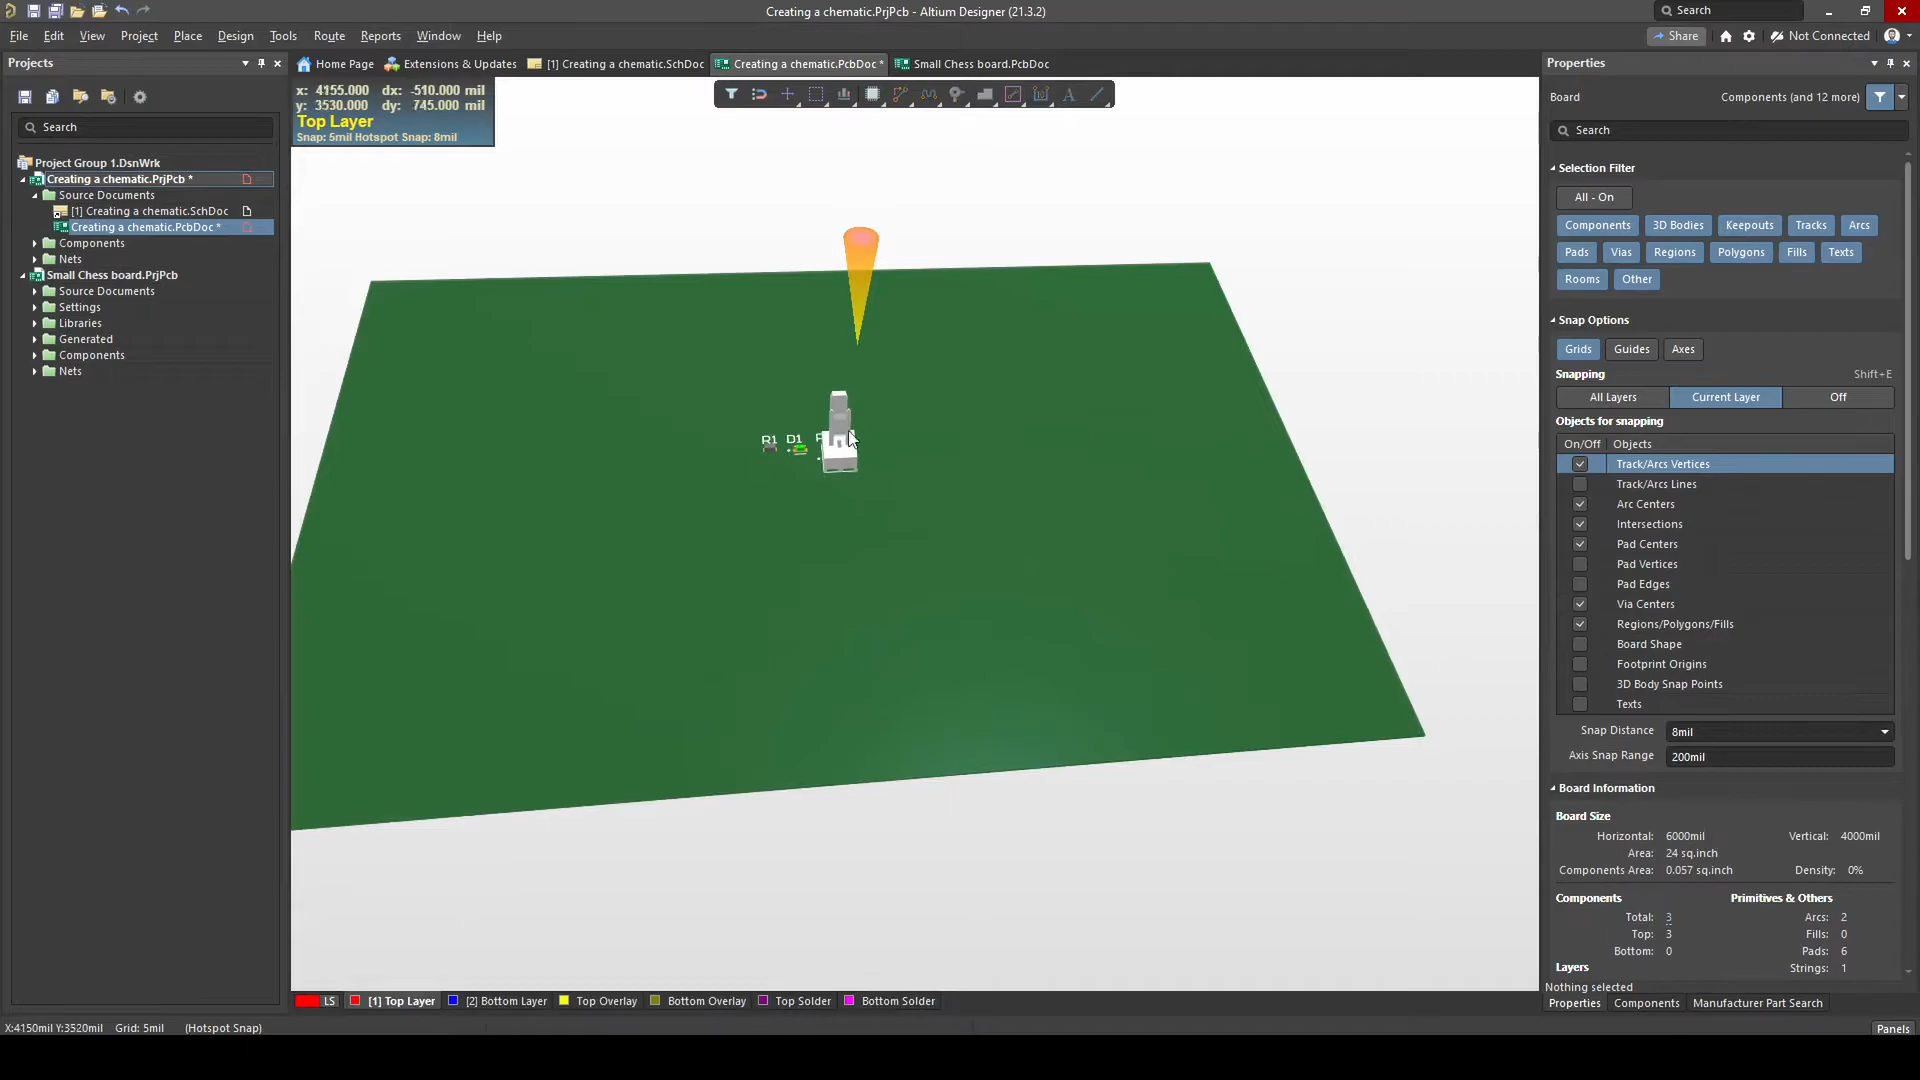 Creating a chematic.PrjPcb - Altium Designer (21.3.2)
Search
File Edit View Project Place Design Tools Route Reports Window Help
Share
Not Connected
Projects
Home Page
Extensions & Updates
[1] Creating a chematic.SchDoc
Creating a chematic.PcbDoc *
Small Chess board.PcbDoc
Properties
x: 4155.000 dx: -510.000 mil
y: 3530.000 dy: 745.000 mil
Top Layer
Snap: 5mil Hotspot Snap: 8mil
Search
Project Group 1.DsnWrk
Creating a chematic.PrjPcb *
Source Documents
[1] Creating a chematic.SchDoc
Creating a chematic.PcbDoc *
Components
Nets
Small Chess board.PrjPcb
Source Documents
Settings
Libraries
Generated
Components
Nets
R1 D1
Board
Components (and 12 more)
Search
Selection Filter
All - On
Components 3D Bodies Keepouts Tracks Arcs
Pads Vias Regions Polygons Fills Texts
Rooms Other
Snap Options
Grids Guides Axes
Snapping Shift+E
All Layers Current Layer Off
Objects for snapping
On/Off Objects
Track/Arcs Vertices
Track/Arcs Lines
Arc Centers
Intersections
Pad Centers
Pad Vertices
Pad Edges
Via Centers
Regions/Polygons/Fills
Board Shape
Footprint Origins
3D Body Snap Points
Texts
Snap Distance 8mil
Axis Snap Range 200mil
Board Information
Board Size
Horizontal: 6000mil Vertical: 4000mil
Area: 24 sq.inch
Components Area: 0.057 sq.inch Density: 0%
Components Primitives & Others
Total: 3 Arcs: 2
Top: 3 Fills: 0
Bottom: 0 Pads: 6
Layers Strings: 1
Nothing selected
Properties Components Manufacturer Part Search
LS [1] Top Layer [2] Bottom Layer Top Overlay Bottom Overlay Top Solder Bottom Solder
X:4150mil Y:3520mil Grid: 5mil (Hotspot Snap)
Panels